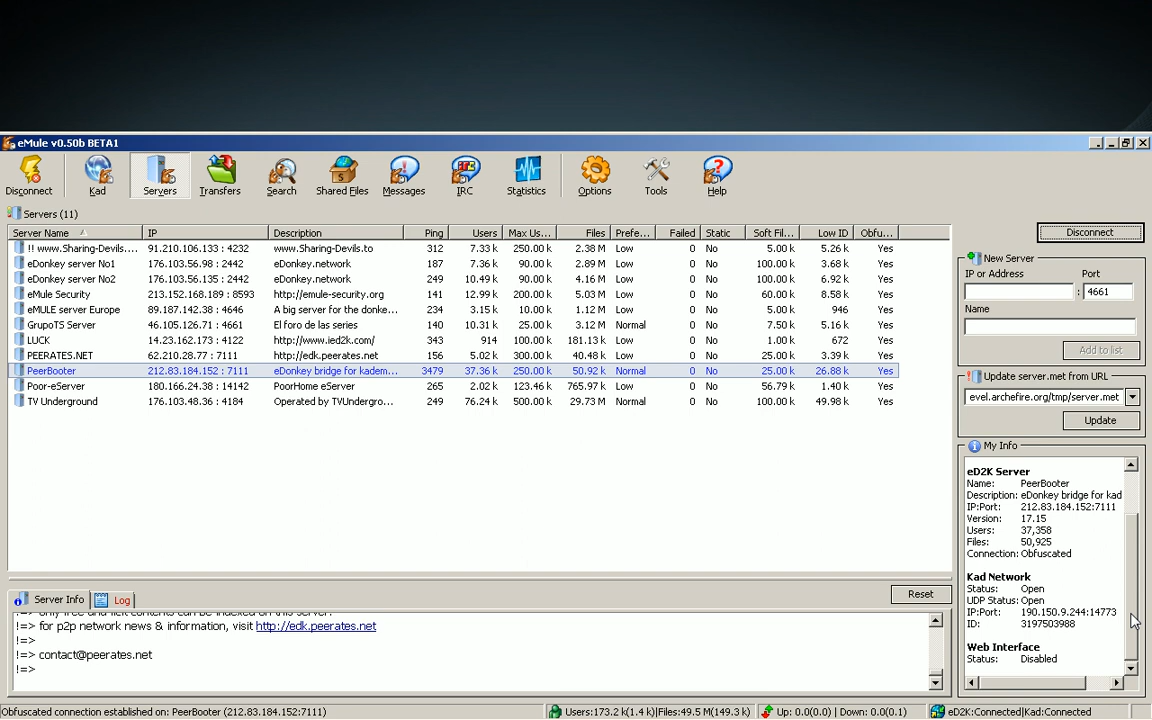 eMule v0.50b BETA1
Disconnect Kad Servers Transfers Search Shared Files Messages IRC Statistics Options Tools Help
Servers (11)
Server Name IP Description Ping Users Max Us... Files Prefe... Failed Static Soft Fil... Low ID Obfu...
!! www.Sharing-Devils.... 91.210.106.133 : 4232 www.Sharing-Devils.to 312 7.33 k 250.00 k 2.38 M Low 0 No 5.00 k 5.26 k Yes
eDonkey server No1 176.103.56.98 : 2442 eDonkey.network 187 7.36 k 90.00 k 2.89 M Low 0 No 100.00 k 3.68 k Yes
eDonkey server No2 176.103.56.135 : 2442 eDonkey.network 249 10.49 k 90.00 k 4.16 M Low 0 No 100.00 k 6.92 k Yes
eMule Security 213.152.168.189 : 8593 http://emule-security.org 141 12.99 k 200.00 k 5.03 M Low 0 No 60.00 k 8.58 k Yes
eMULE server Europe 89.187.142.38 : 4646 A big server for the donke... 234 3.15 k 10.00 k 1.12 M Low 0 No 5.00 k 946 Yes
GrupoTS Server 46.105.126.71 : 4661 El foro de las series 140 10.31 k 25.00 k 3.12 M Normal 0 No 7.50 k 5.16 k Yes
LUCK 14.23.162.173 : 4122 http://www.ied2k.com/ 343 914 100.00 k 181.13 k Low 0 No 1.00 k 672 Yes
PEERATES.NET 62.210.28.77 : 7111 http://edk.peerates.net 156 5.02 k 300.00 k 40.48 k Low 0 No 25.00 k 3.39 k Yes
PeerBooter 212.83.184.152 : 7111 eDonkey bridge for kadem... 3479 37.36 k 250.00 k 50.92 k Normal 0 No 25.00 k 26.88 k Yes
Poor-eServer 180.166.24.38 : 14142 PoorHome eServer 265 2.02 k 123.46 k 765.97 k Low 0 No 56.79 k 1.40 k Yes
TV Underground 176.103.48.36 : 4184 Operated by TVUndergro... 249 76.24 k 500.00 k 29.73 M Normal 0 No 100.00 k 49.98 k Yes
Disconnect
New Server
IP or Address Port
: 4661
Name
Add to list
Update server.met from URL
evel.archefire.org/tmp/server.met
Update
My Info
eD2K Server
Name: PeerBooter
Description: eDonkey bridge for kad
IP:Port: 212.83.184.152:7111
Version: 17.15
Users: 37,358
Files: 50,925
Connection: Obfuscated
Kad Network
Status: Open
UDP Status: Open
IP:Port: 190.150.9.244:14773
ID: 3197503988
Web Interface
Status: Disabled
Server Info Log
Reset
!=> only free and licit contents can be indexed on this server.
!=> for p2p network news & information, visit http://edk.peerates.net
!=>
!=> contact@peerates.net
!=>
Obfuscated connection established on: PeerBooter (212.83.184.152:7111)
Users:173.2 k(1.4 k)|Files:49.5 M(149.3 k)
Up: 0.0(0.0) | Down: 0.0(0.1)
eD2K:Connected|Kad:Connected